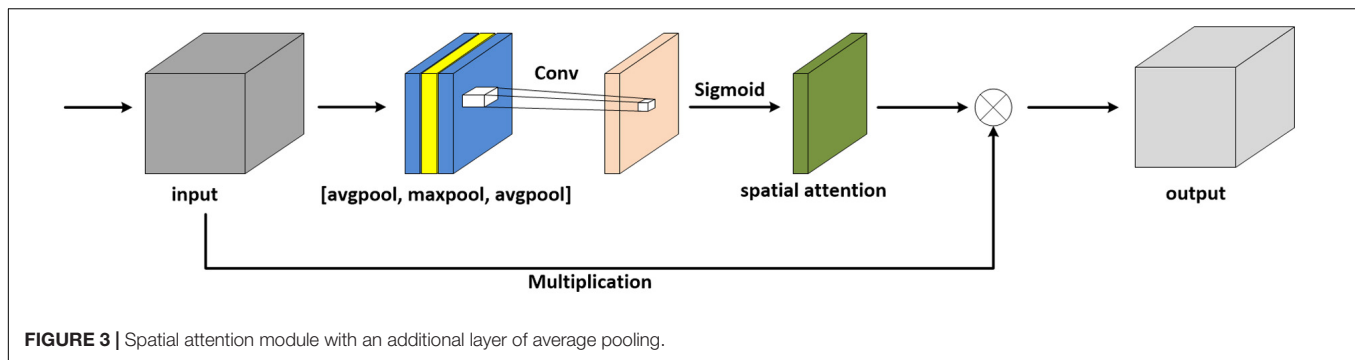 Conv
Sigmoid
input
[avgpool, maxpool, avgpool]
spatial attention
output
Multiplication
FIGURE 3 | Spatial attention module with an additional layer of average pooling.